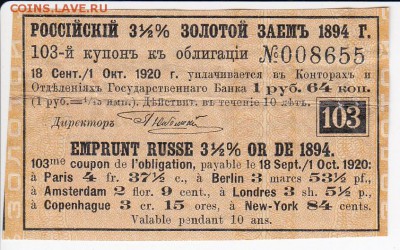 COINS.LAVE.RU
РОССІЙСКІЙ 3½% ЗОЛОТОЙ ЗАЕМЪ 1894 Г.
103-й купонъ къ облигаціи № 008655
18 Сент./1 Окт. 1920 г. уплачивается въ Конторахъ и
Отдѣленіяхъ Государственнаго Банка 1 руб. 64 коп.
(1 руб.=1/15 имп.). Дѣйствит. въ теченіе 10 лѣтъ.
Директоръ
103
EMPRUNT RUSSE 3½% OR DE 1894.
103me coupon de l'obligation, payable le 18 Sept./1 Oct. 1920:
à Paris 4 fr. 37½ c., à Berlin 3 marcs 53½ pf.,
à Amsterdam 2 flor. 9 cent., à Londres 3 sh. 5½ p.,
à Copenhague 3 cr. 15 ores, à New-York 84 cents.
Valable pendant 10 ans.